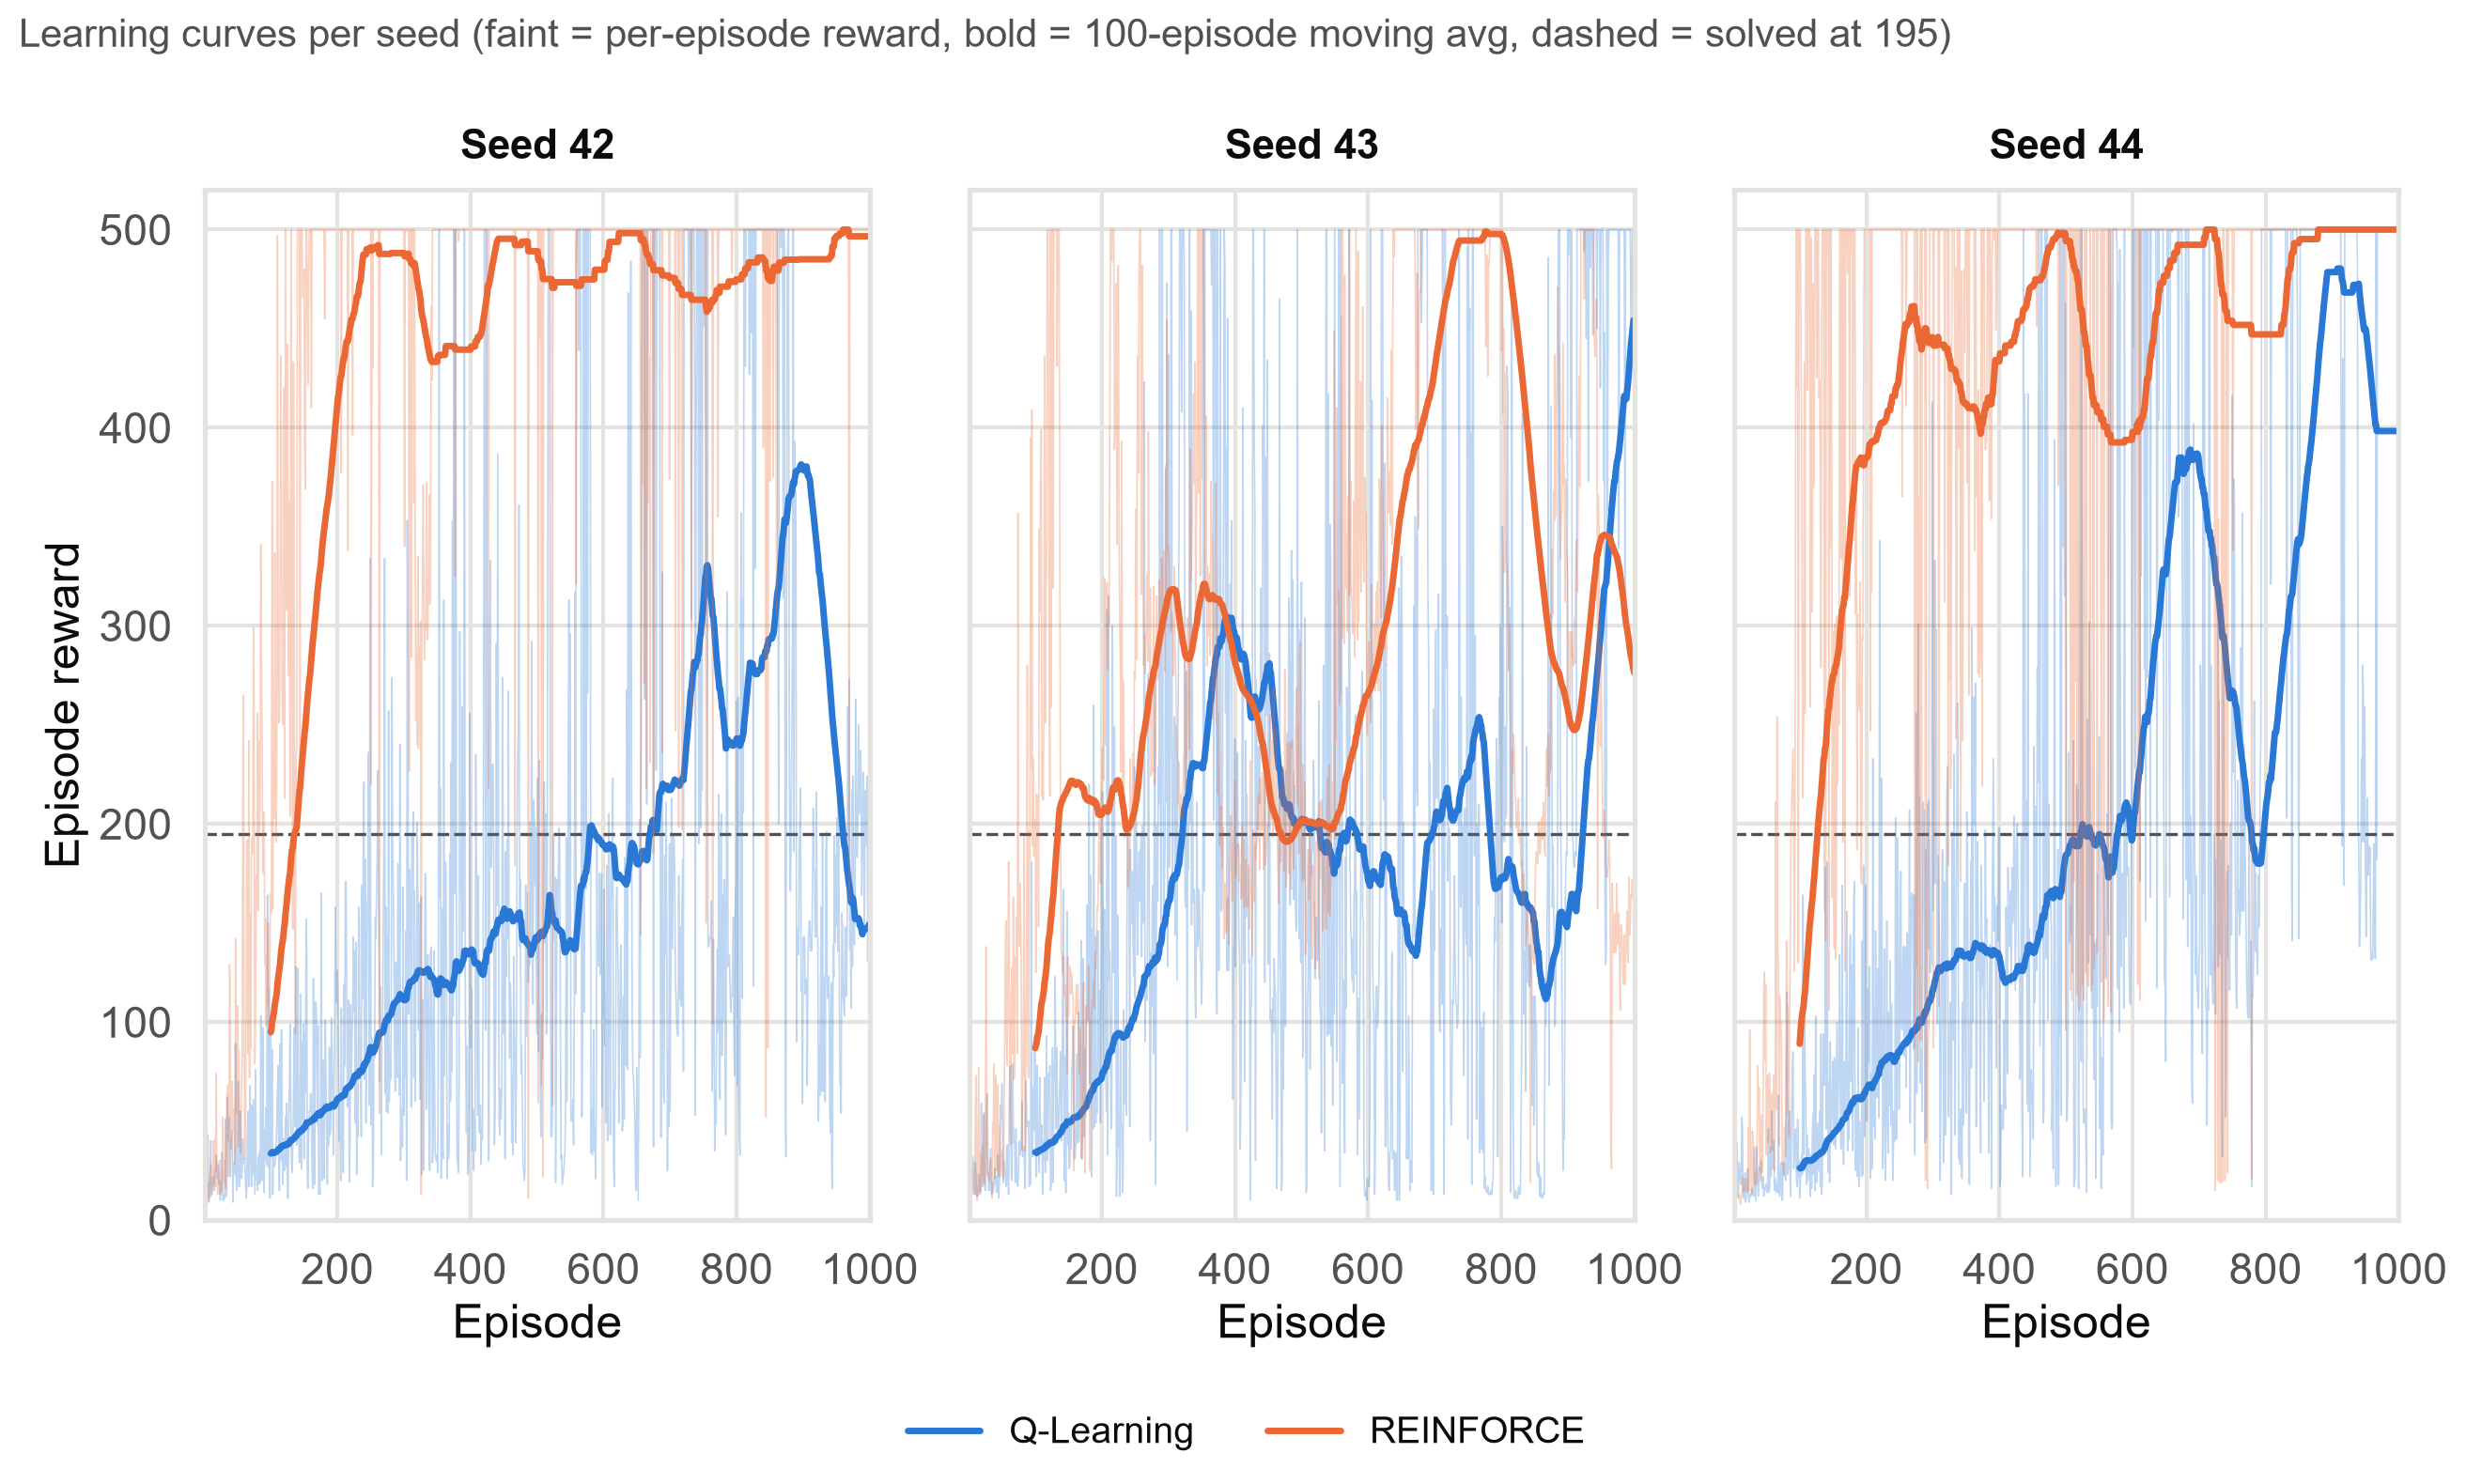 Learning curves per seed (faint = per-episode reward, bold = 100-episode moving avg, dashed = solved at 195)
Seed 42
Seed 43
Seed 44
Episode reward
500
400
300
200
100
0
200 400 600 800 1000
200 400 600 800 1000
200 400 600 800 1000
Episode
Episode
Episode
Q-Learning
REINFORCE